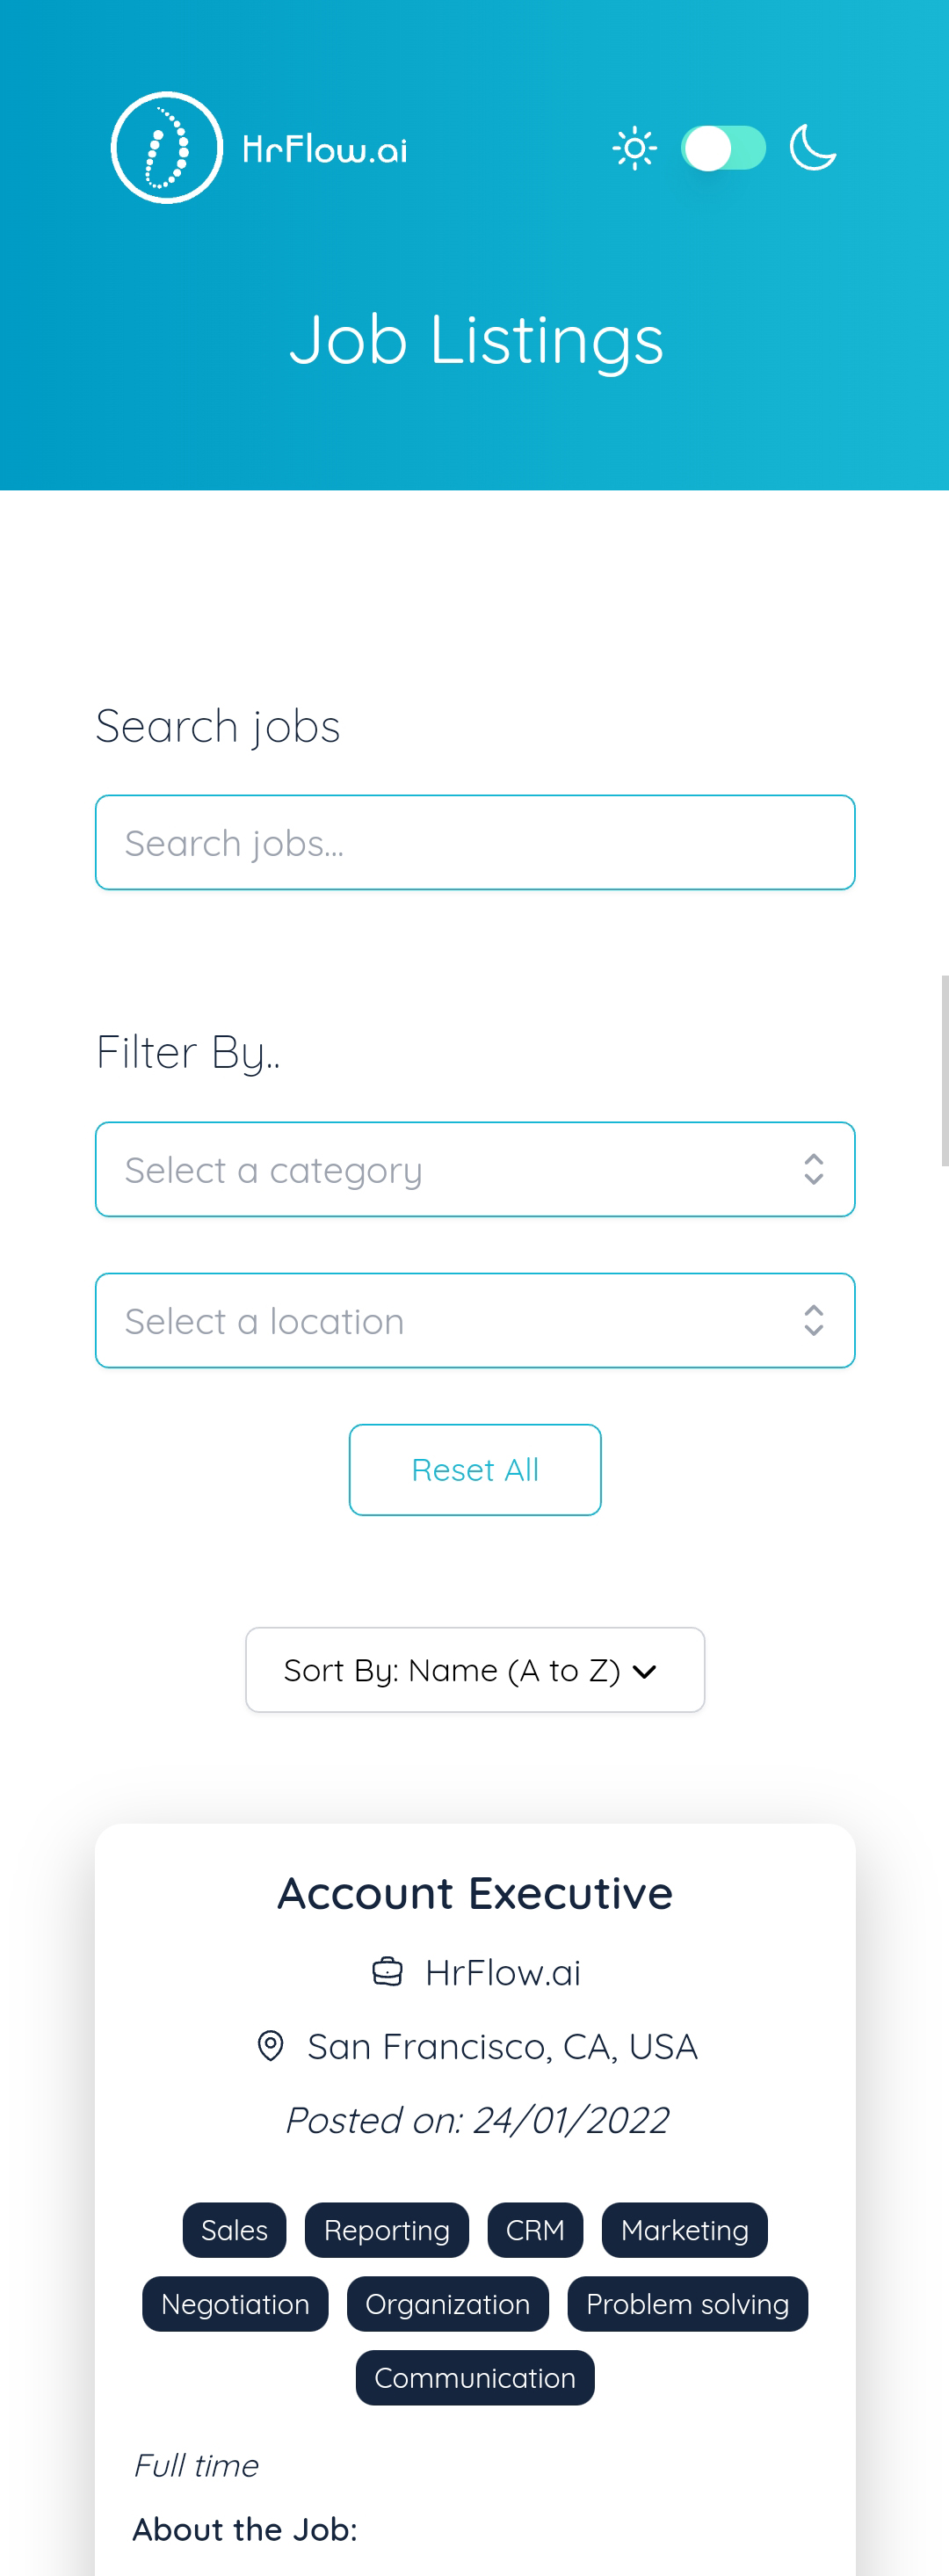 HrFlow.ai
Job Listings
Search jobs
Search jobs...
Filter By..
Select a category
Select a location
Reset All
Sort By: Name (A to Z)
Account Executive
HrFlow.ai
San Francisco, CA, USA
Posted on: 24/01/2022
Sales Reporting CRM Marketing
Negotiation Organization Problem solving
Communication
Full time
About the Job: